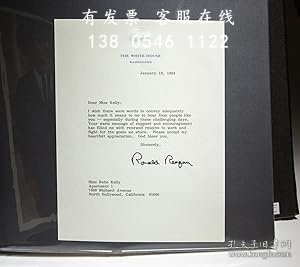 有发票 客服在线
138 0546 1122
THE WHITE HOUSE
WASHINGTON
January 19, 1984
Dear Miss Kelly:
I wish there were words to convey adequately
how much it means to me to hear from people like
you -- especially during these challenging days.
Your warm message of support and encouragement
has filled me with renewed resolve to work and
fight for the goals we share. Please accept my
heartfelt appreciation. God bless you.
Sincerely,
Ronald Reagan
Miss Babe Kelly
Apartment 1
Whitsett Avenue
North Hollywood, California
孔夫子旧书网